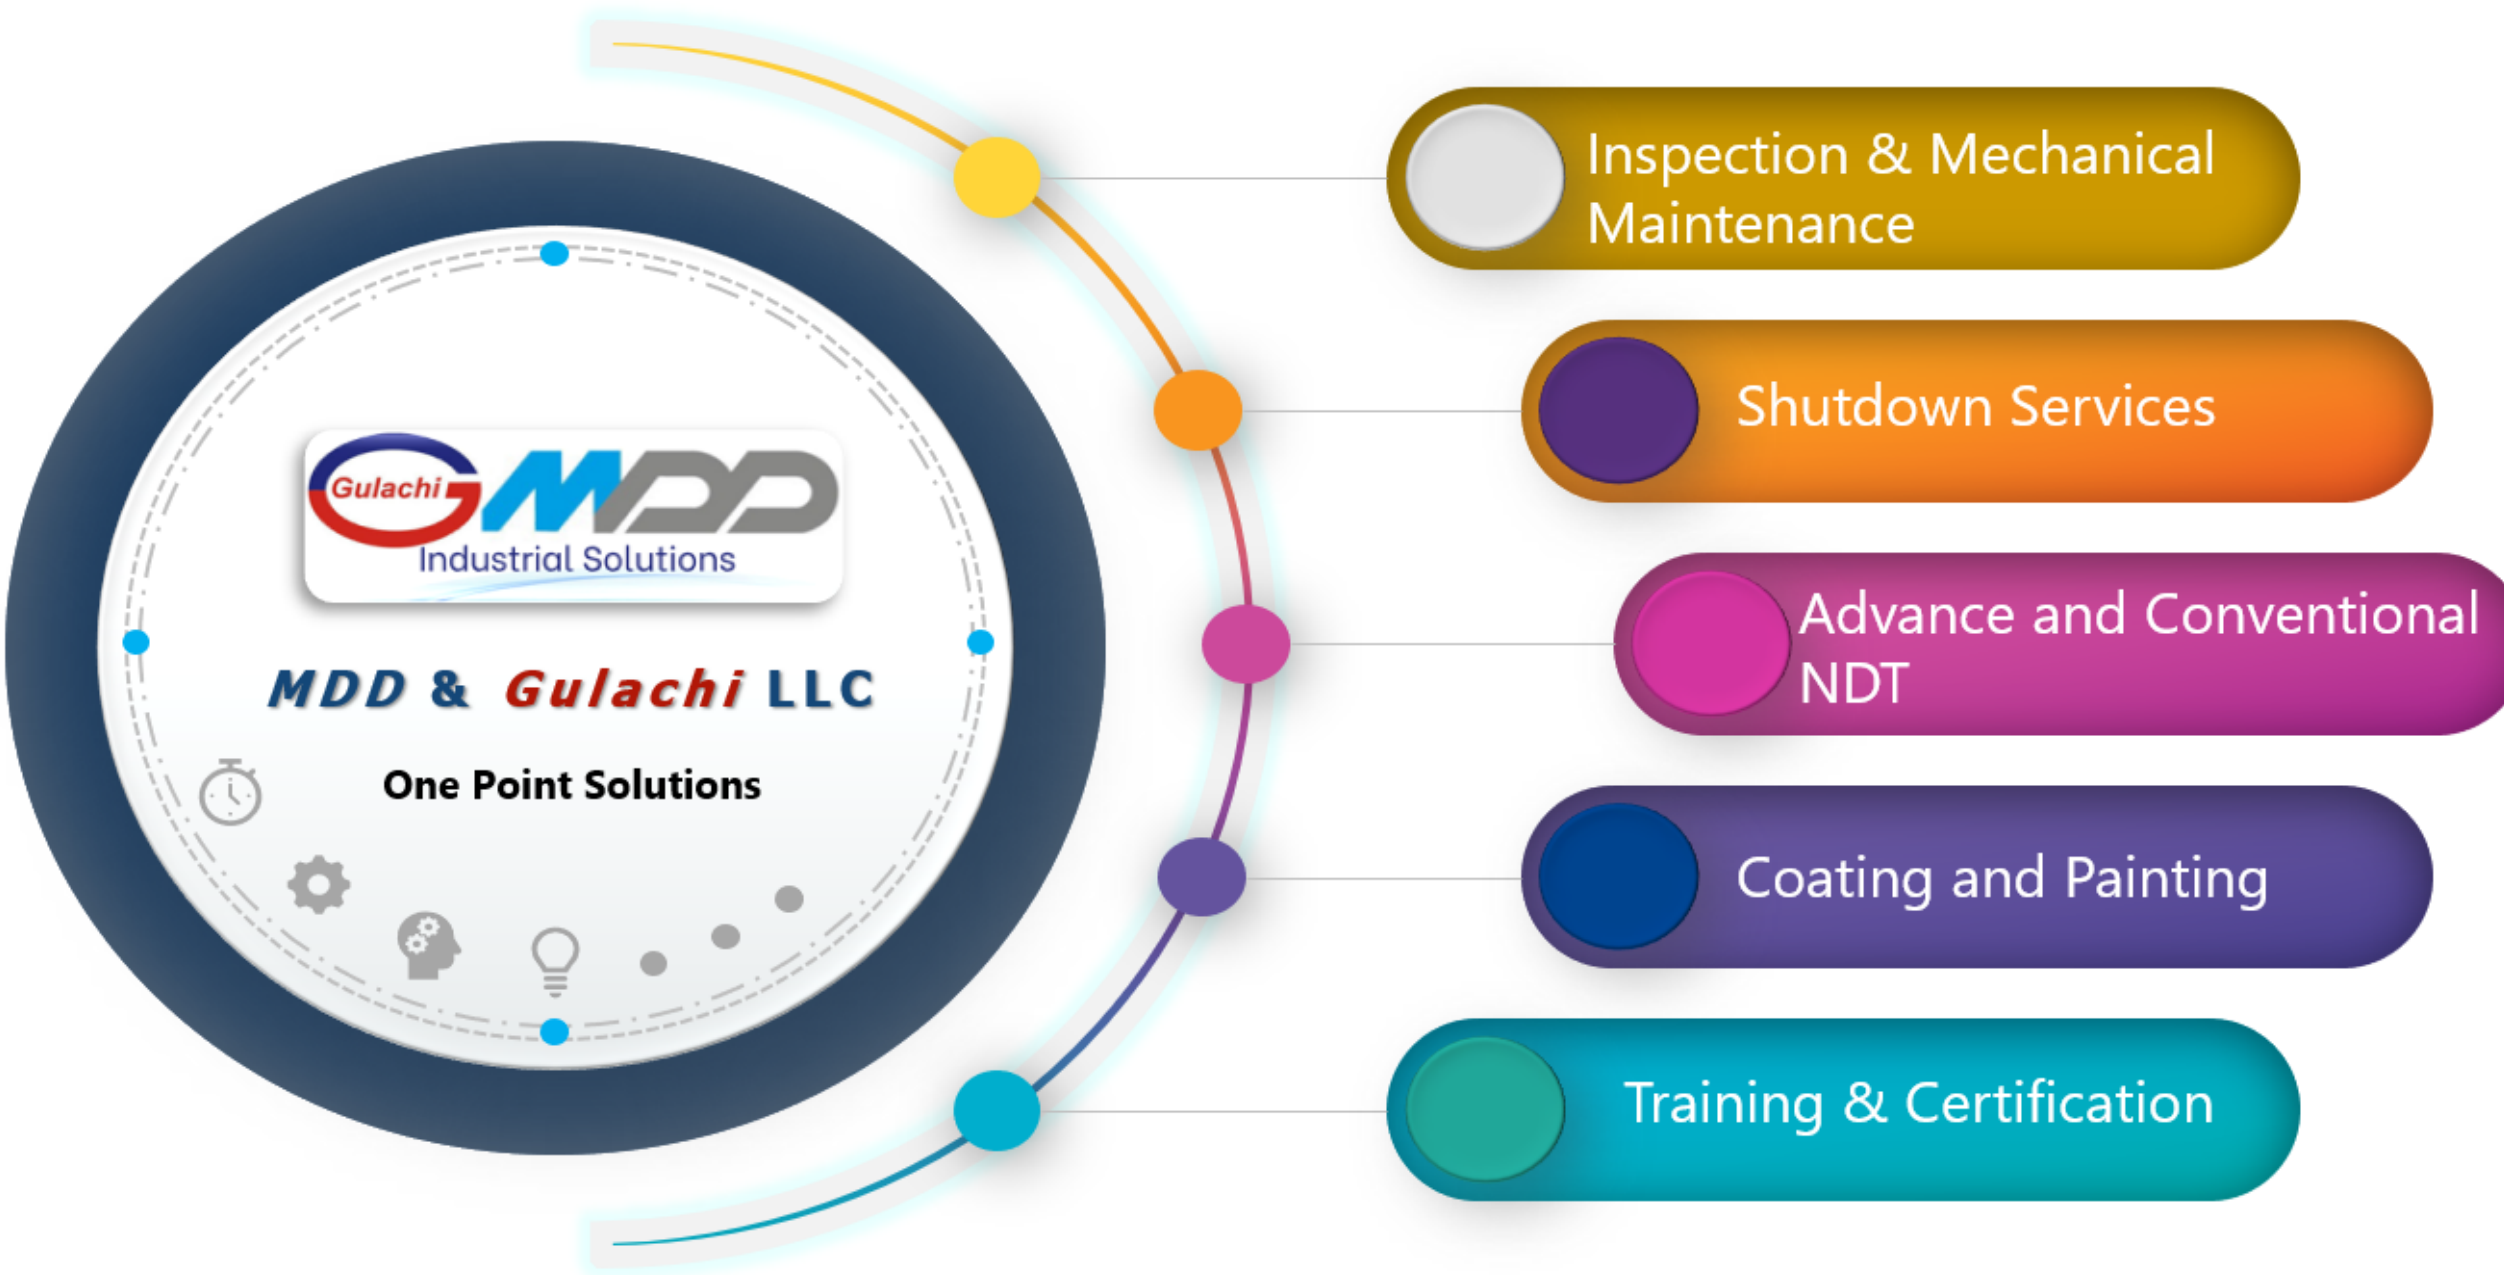 Gulachi MDD
Industrial Solutions
MDD & Gulachi LLC
One Point Solutions
Inspection & Mechanical
Maintenance
Shutdown Services
Advance and Conventional
NDT
Coating and Painting
Training & Certification